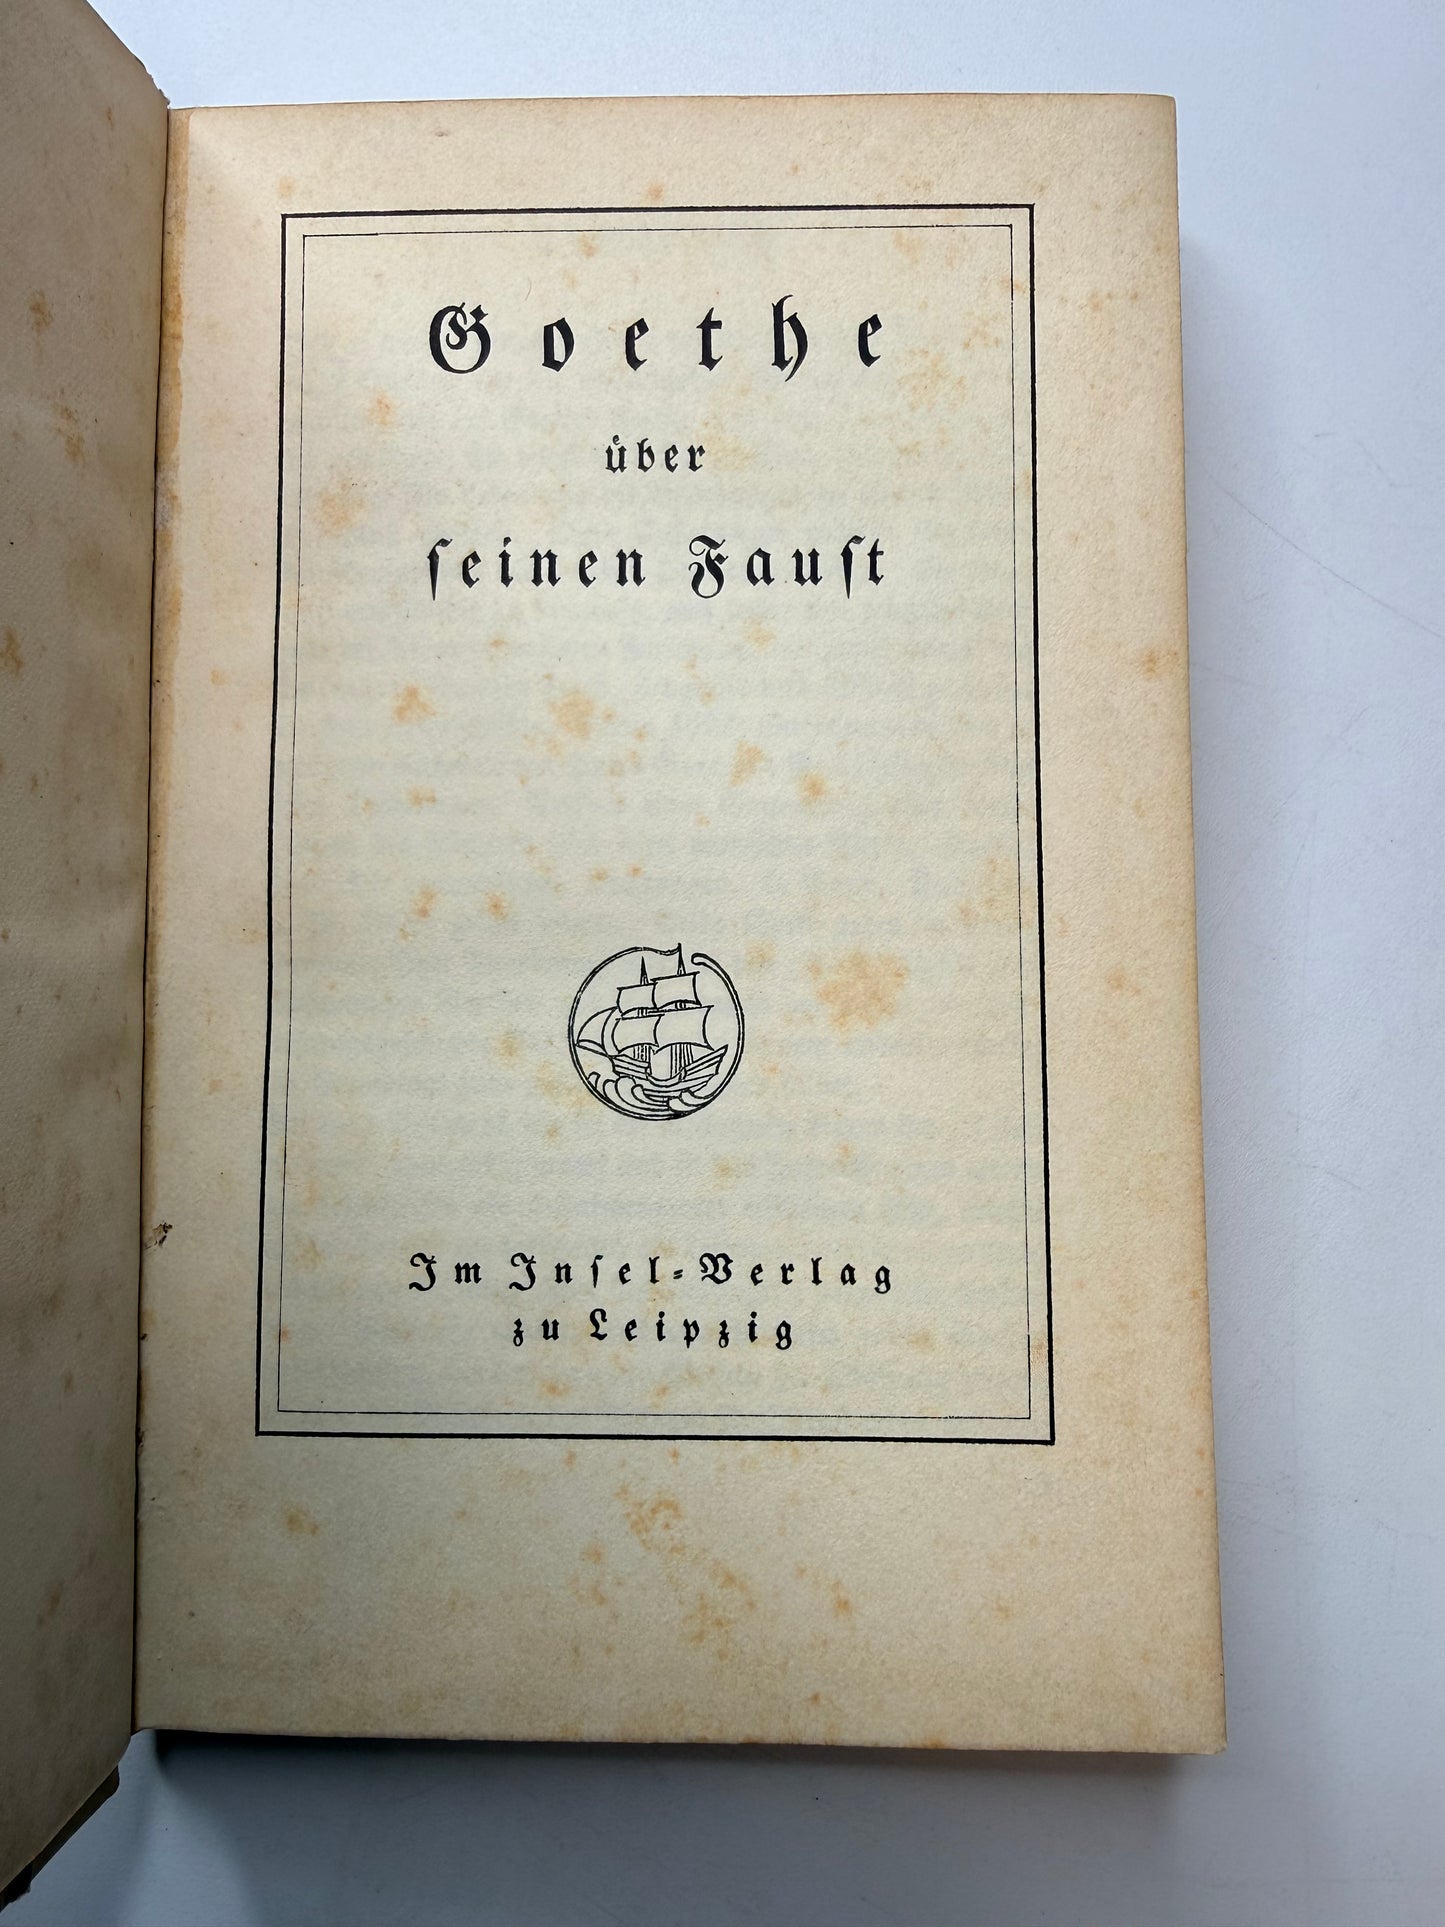 Goethe
über
ſeinen Fauſt
Im Inſel-Verlag
zu Leipzig